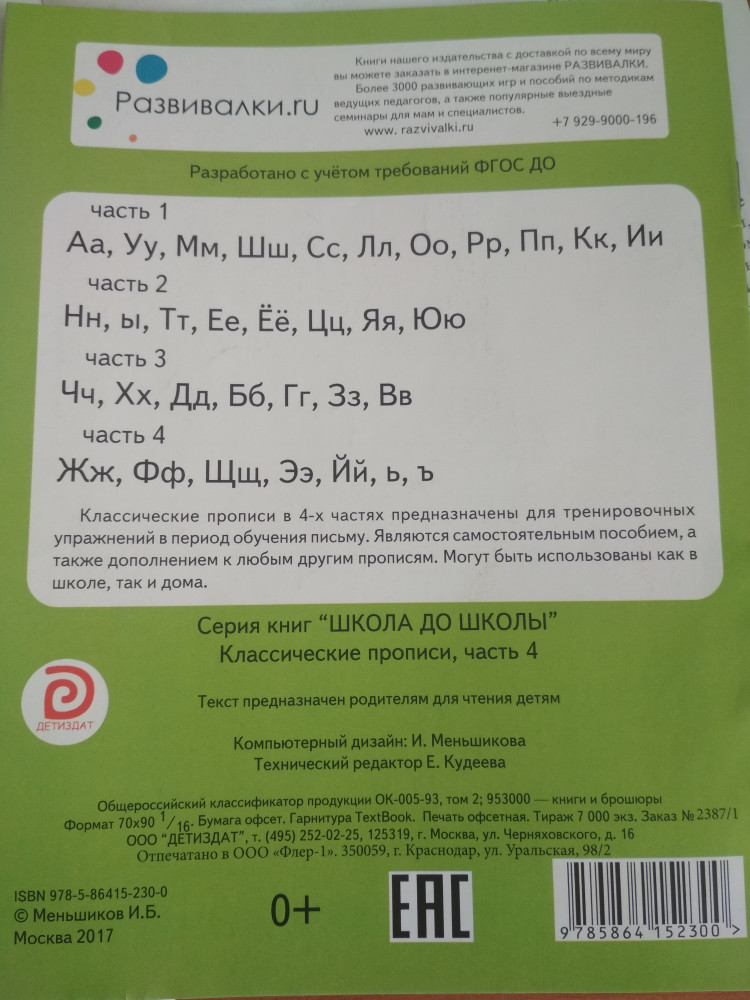 Развивалки.ru
Книги нашего издательства с доставкой по всему миру
вы можете заказать в интернет-магазине РАЗВИВАЛКИ.
Более 3000 развивающих игр и пособий по методикам
ведущих педагогов, а также популярные выездные
семинары для мам и специалистов.
www. razvivalki.ru +7 929-9000-196
Разработано с учётом требований ФГОС ДО
часть 1
Аа, Уу, Мм, Шш, Сс, Лл, Оо, Рр, Пп, Кк, Ии
часть 2
Нн, ы, Тт, Ее, Ёё, Цц, Яя, Юю
часть 3
Чч, Хх, Дд, Бб, Гг, Зз, Вв
часть 4
Жж, Фф, Щщ, Ээ, Йй, ь, ъ
Классические прописи в 4-х частях предназначены для тренировочных
упражнений в период обучения письму. Являются самостоятельным пособием, а
также дополнением к любым другим прописям. Могут быть использованы как в
школе, так и дома.
Серия книг “ШКОЛА ДО ШКОЛЫ”
Классические прописи, часть 4
ДЕТИЗДАТ
Текст предназначен родителям для чтения детям
Компьютерный дизайн: И. Меньшикова
Технический редактор Е. Кудеева
Общероссийский классификатор продукции ОК-005-93, том 2; 953000 — книги и брошюры
Формат 70х90 1/16. Бумага офсет. Гарнитура TextBook. Печать офсетная. Тираж 7 000 экз. Заказ №2387/1
ООО “ДЕТИЗДАТ”, т. (495) 252-02-25, 125319, г. Москва, ул. Черняховского, д. 16
Отпечатано в ООО «Флер-1». 350059, г. Краснодар, ул. Уральская, 98/2
ISBN 978-5-86415-230-0
© Меньшиков И.Б.
Москва 2017
0+
ЕАС
9 785864 152300 >